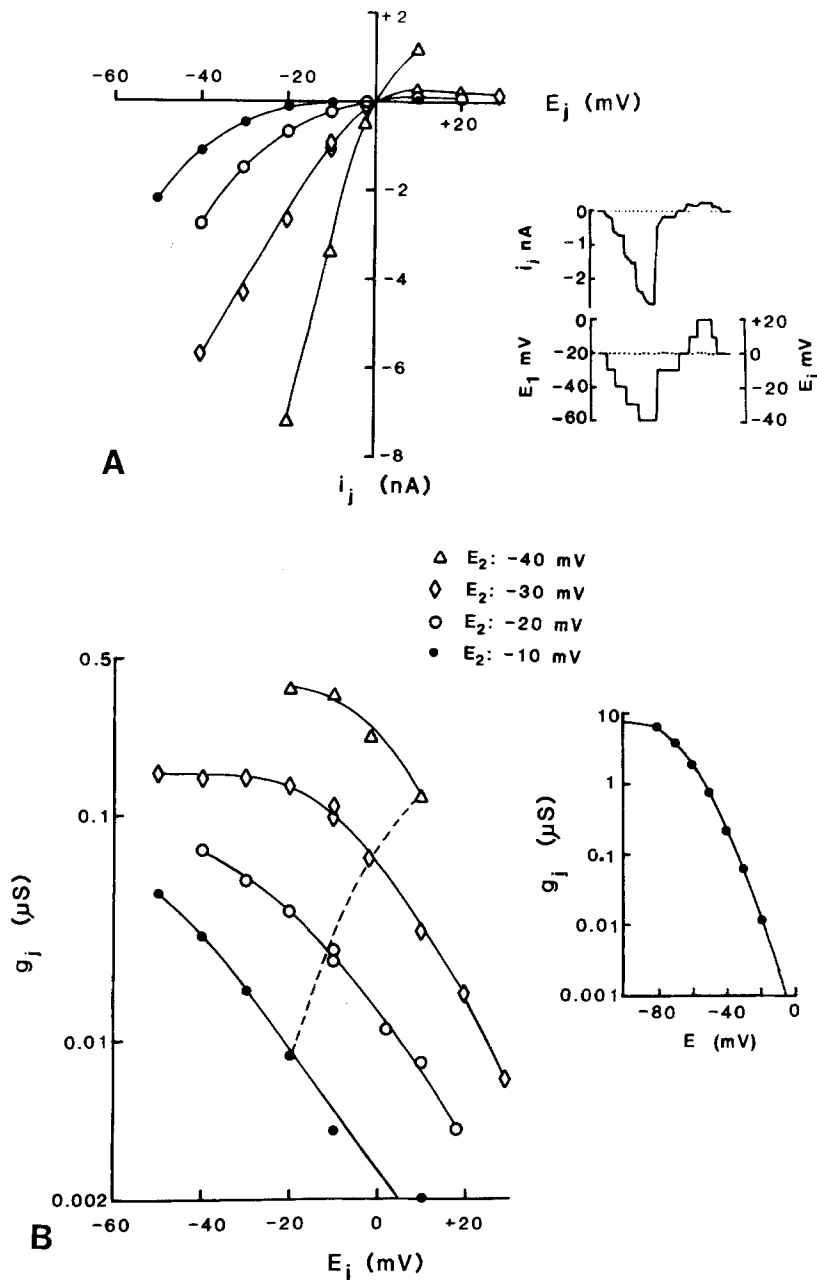 +2
-60 -20
E_j (mV)
+20
-2
-4
-6
-8
i_j (nA)
A
i_j nA
0
-1
-2
E_1 mV
0
-20
-40
-60
+20
0
-20
-40
E_i mV
△ E_2: -40 mV
◇ E_2: -30 mV
○ E_2: -20 mV
● E_2: -10 mV
0.5
0.1
0.01
0.002
g_j (µS)
-60 -40 -20 0 +20
E_j (mV)
B
10
1
0.1
0.01
0.001
g_j (µS)
-80 -40 0
E (mV)